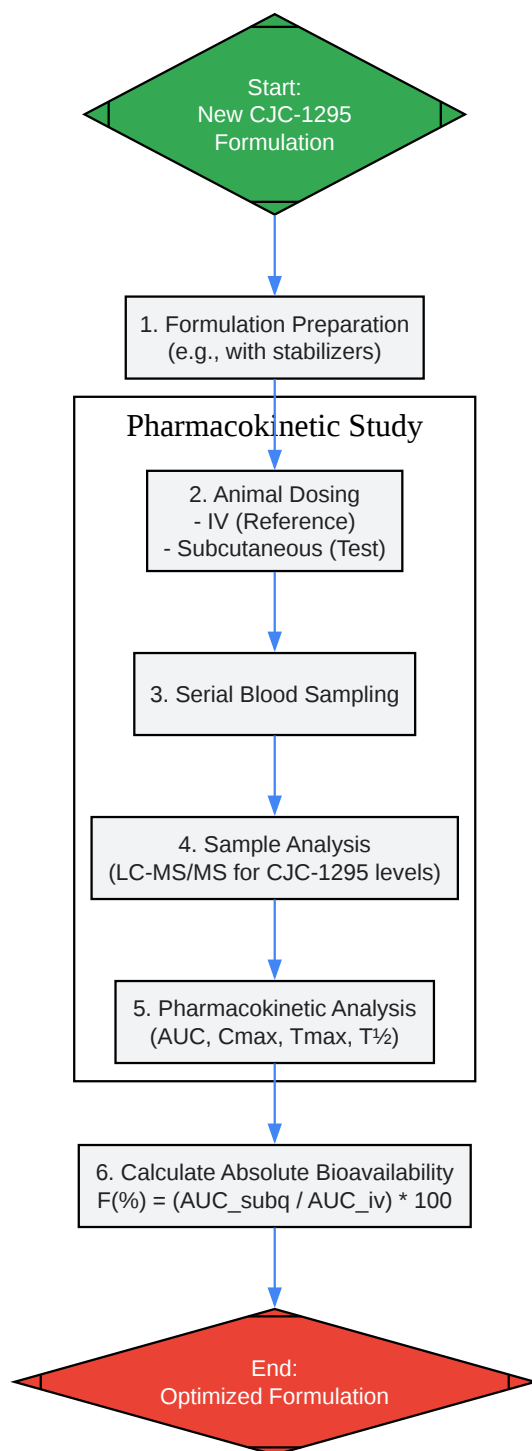 Start:
New CJC-1295
Formulation
1. Formulation Preparation
(e.g., with stabilizers)
Pharmacokinetic Study
2. Animal Dosing
- IV (Reference)
- Subcutaneous (Test)
3. Serial Blood Sampling
4. Sample Analysis
(LC-MS/MS for CJC-1295 levels)
5. Pharmacokinetic Analysis
(AUC, Cmax, Tmax, T½)
6. Calculate Absolute Bioavailability
F(%) = (AUC_subq / AUC_iv) * 100
End:
Optimized Formulation